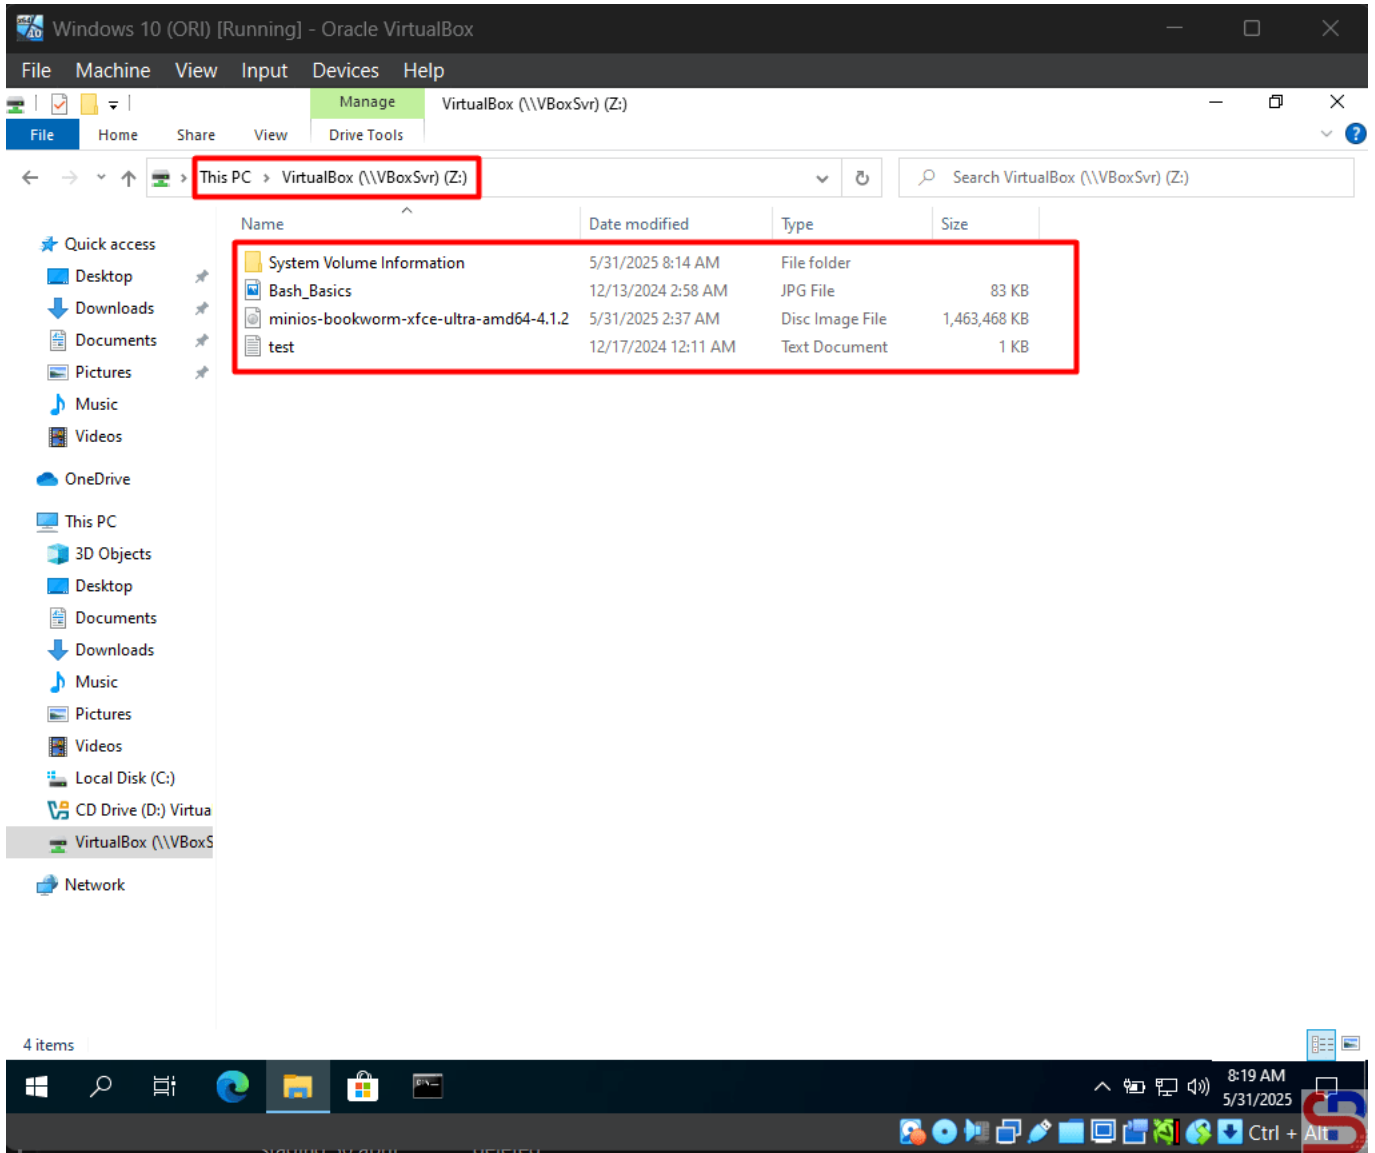 Windows 10 (ORI) [Running] - Oracle VirtualBox
File Machine View Input Devices Help
Manage VirtualBox (\\VBoxSvr) (Z:)
File Home Share View Drive Tools
This PC > VirtualBox (\\VBoxSvr) (Z:) Search VirtualBox (\\VBoxSvr) (Z:)
Name Date modified Type Size
Quick access
Desktop
Downloads
Documents
Pictures
Music
Videos
OneDrive
This PC
3D Objects
Desktop
Documents
Downloads
Music
Pictures
Videos
Local Disk (C:)
CD Drive (D:) Virtua
VirtualBox (\\VBoxS
Network
System Volume Information 5/31/2025 8:14 AM File folder
Bash_Basics 12/13/2024 2:58 AM JPG File 83 KB
minios-bookworm-xfce-ultra-amd64-4.1.2 5/31/2025 2:37 AM Disc Image File 1,463,468 KB
test 12/17/2024 12:11 AM Text Document 1 KB
4 items
8:19 AM
5/31/2025
Ctrl + Alt